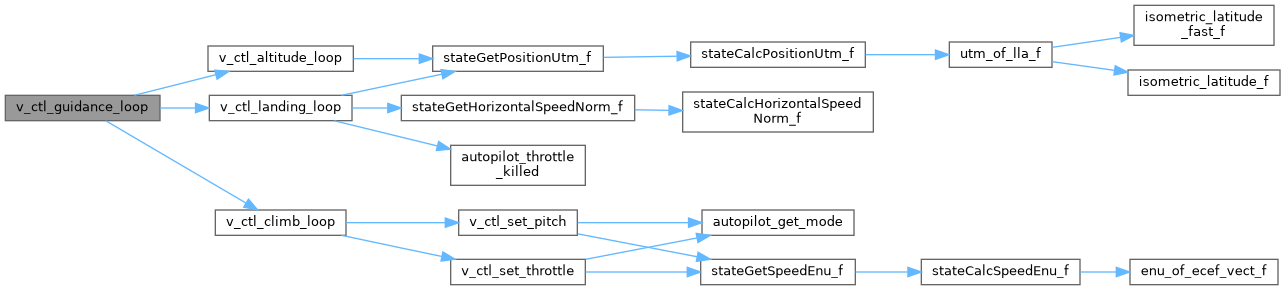 isometric_latitude
_fast_f
v_ctl_altitude_loop
stateGetPositionUtm_f
stateCalcPositionUtm_f
utm_of_lla_f
isometric_latitude_f
v_ctl_guidance_loop
v_ctl_landing_loop
stateGetHorizontalSpeedNorm_f
stateCalcHorizontalSpeed
Norm_f
autopilot_throttle
_killed
v_ctl_climb_loop
v_ctl_set_pitch
autopilot_get_mode
v_ctl_set_throttle
stateGetSpeedEnu_f
stateCalcSpeedEnu_f
enu_of_ecef_vect_f